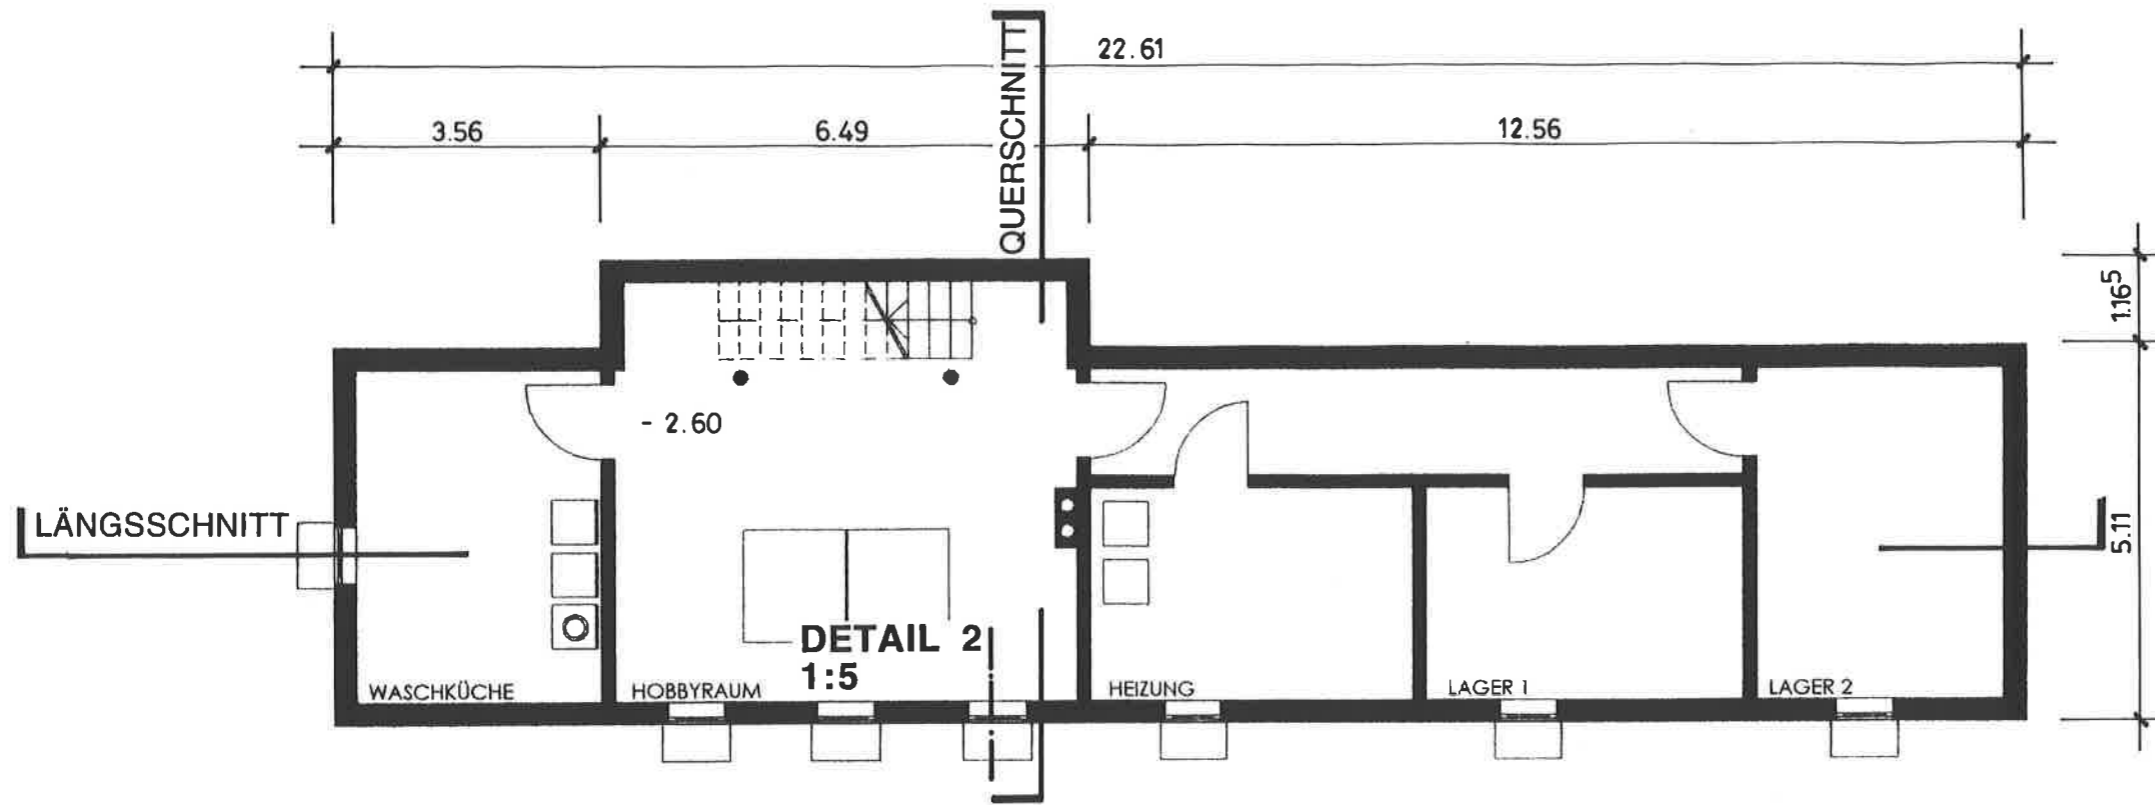 22.61
3.56
6.49
12.56
QUERSCHNITT
1.16⁵
- 2.60
LÄNGSSCHNITT
5.11
DETAIL 2
1:5
WASCHKÜCHE
HOBBYRAUM
HEIZUNG
LAGER 1
LAGER 2